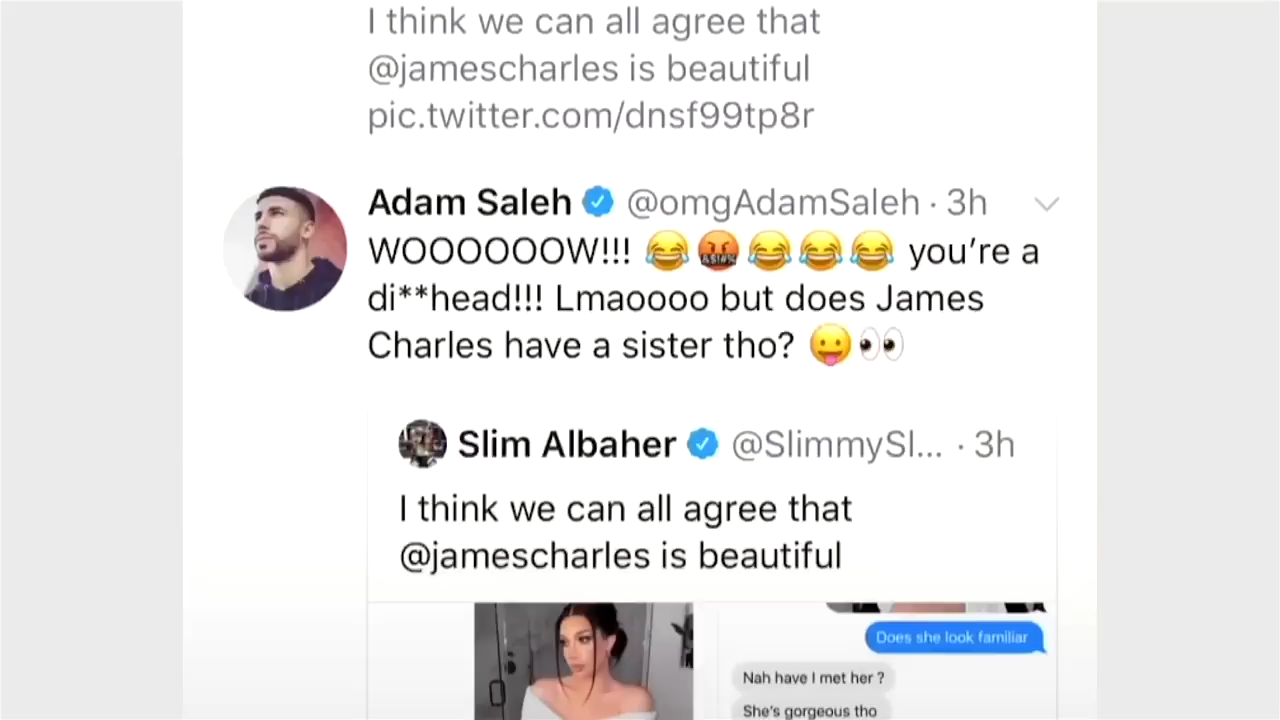 I think we can all agree that
@jamescharles is beautiful
pic.twitter.com/dnsf99tp8r
Adam Saleh @omgAdamSaleh · 3h
WOOOOOOW!!! 😂🤬😂😂😂 you’re a
di**head!!! Lmaoooo but does James
Charles have a sister tho? 😛👀
Slim Albaher @SlimmySl... · 3h
I think we can all agree that
@jamescharles is beautiful
Does she look familiar
Nah have I met her ?
She's gorgeous tho